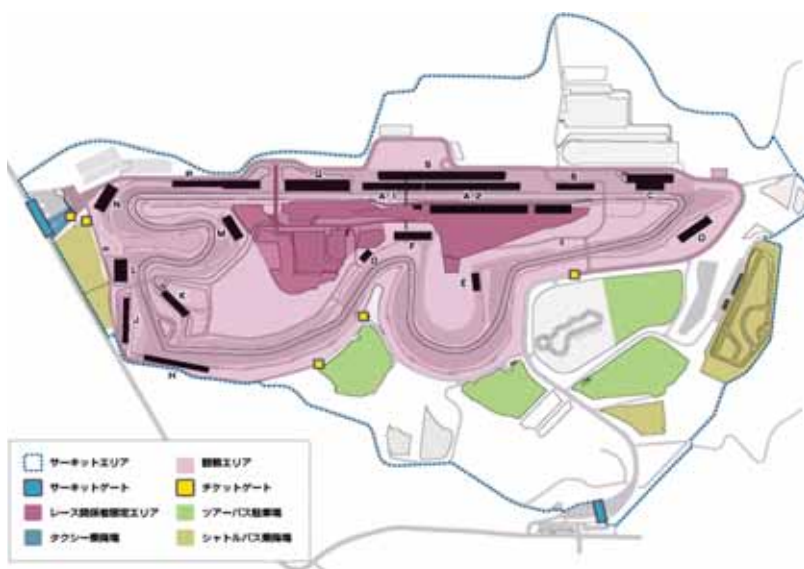 P
Q
S
R
N
A-1
A-2
C
M
F
D
O
I
E
L
K
J
H
サーキットエリア
観戦エリア
サーキットゲート
チケットゲート
レース関係者限定エリア
ツアーバス駐車場
タクシー乗降場
シャトルバス乗降場